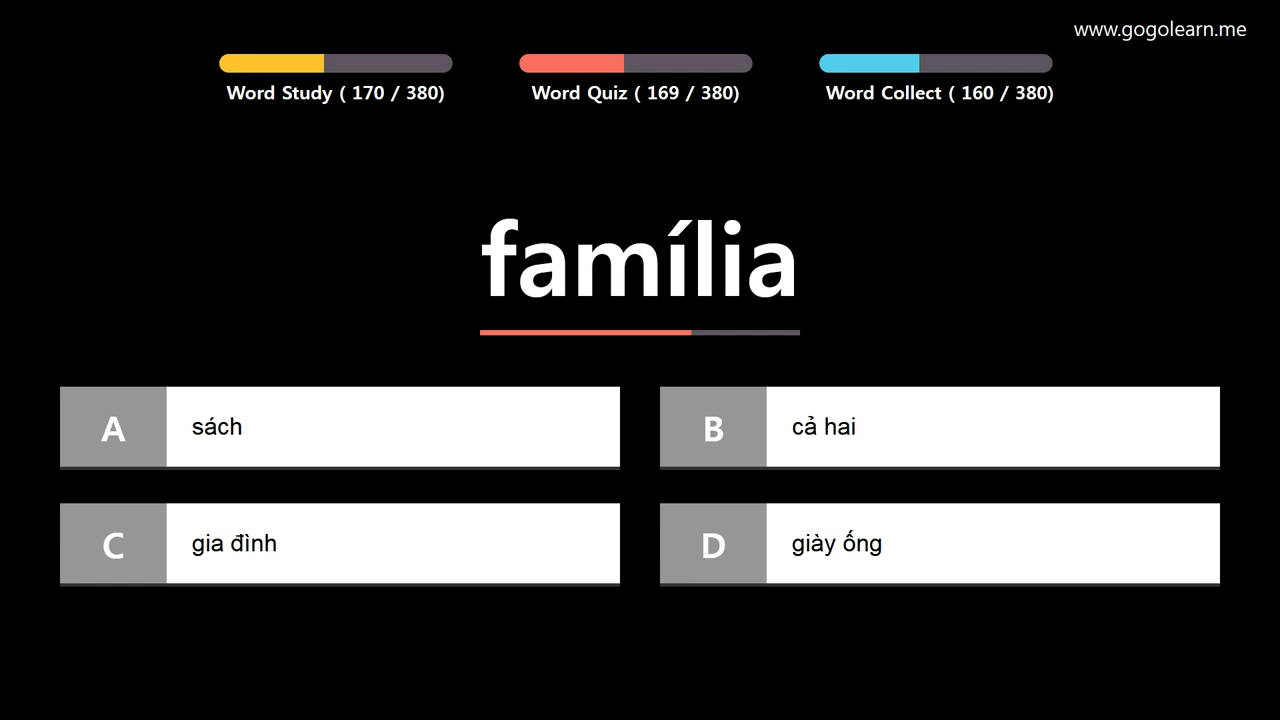 www.gogolearn.me
Word Study ( 170 / 380)
Word Quiz ( 169 / 380)
Word Collect ( 160 / 380)
família
A sách
B cả hai
C gia đình
D giày ống